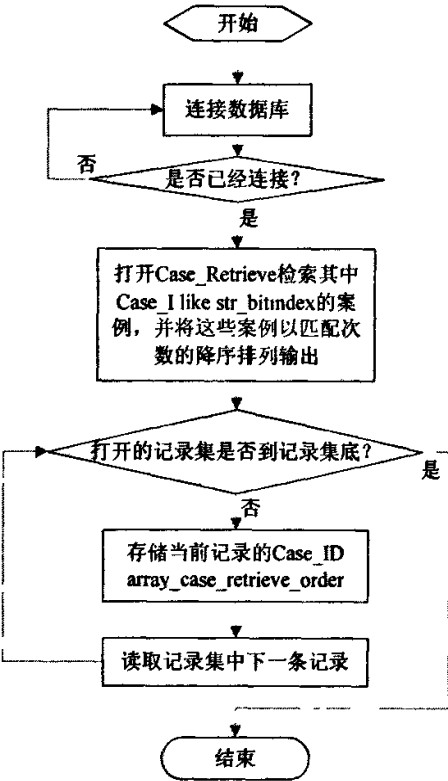 开始
连接数据库
否
是否已经连接？
是
打开Case_Retrieve检索其中
Case_I like str_bitindex的案
例，并将这些案例以匹配次
数的降序排列输出
打开的记录集是否到记录集底？
是
否
存储当前记录的Case_ID
array_case_retrieve_order
读取记录集中下一条记录
结束